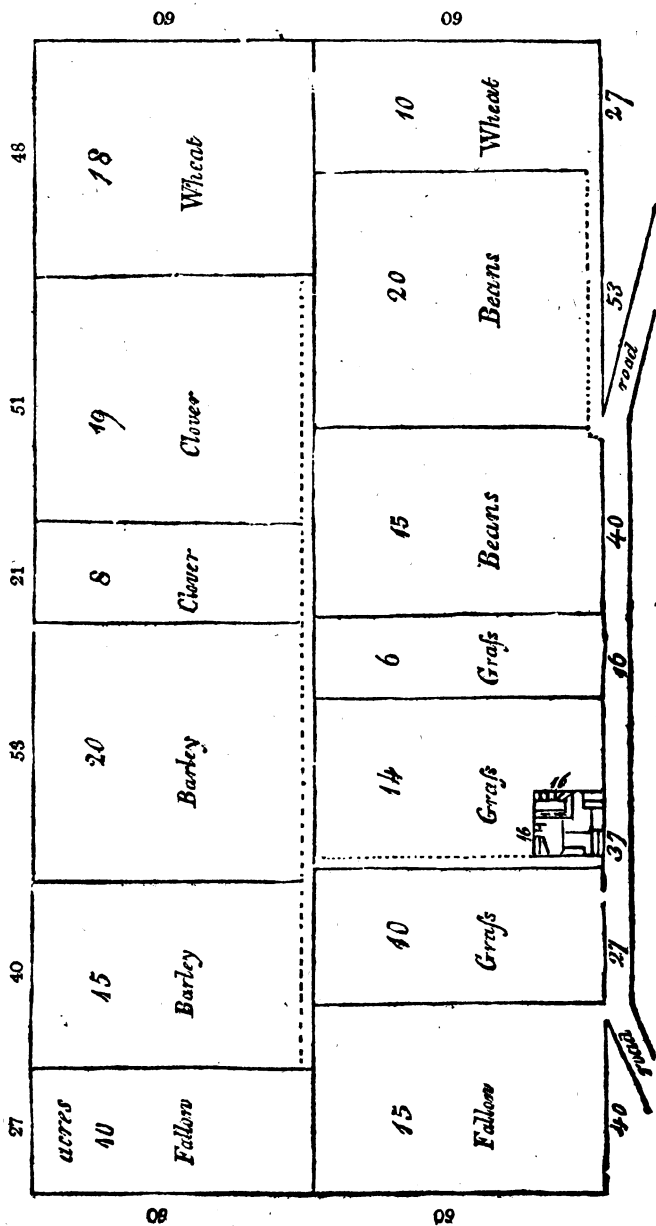 27 40 53 21 51 48
acres
10 15 20 8 19 18
60 60
Fallow Barley Barley Clover Clover Wheat
15 10 14 6 15 20 10
60 60
Fallow Graſs Graſs Graſs Beans Beans Wheat
16 16
40 27 37 16 40 53 27
road road